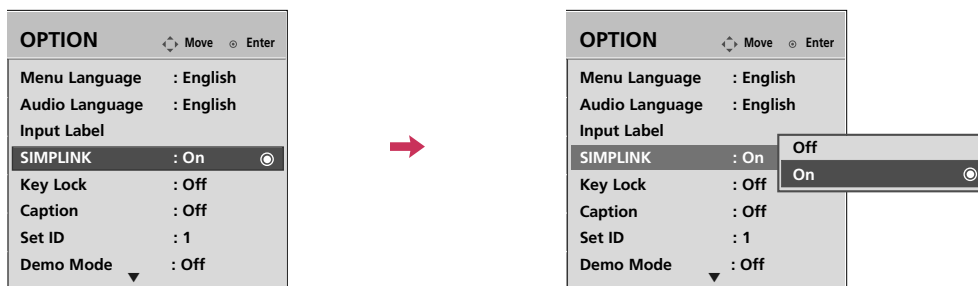 OPTION Move Enter
Menu Language : English
Audio Language : English
Input Label
SIMPLINK : On
Key Lock : Off
Caption : Off
Set ID : 1
Demo Mode : Off
OPTION Move Enter
Menu Language : English
Audio Language : English
Input Label
SIMPLINK : On
Key Lock : Off
Caption : Off
Set ID : 1
Demo Mode : Off
Off
On